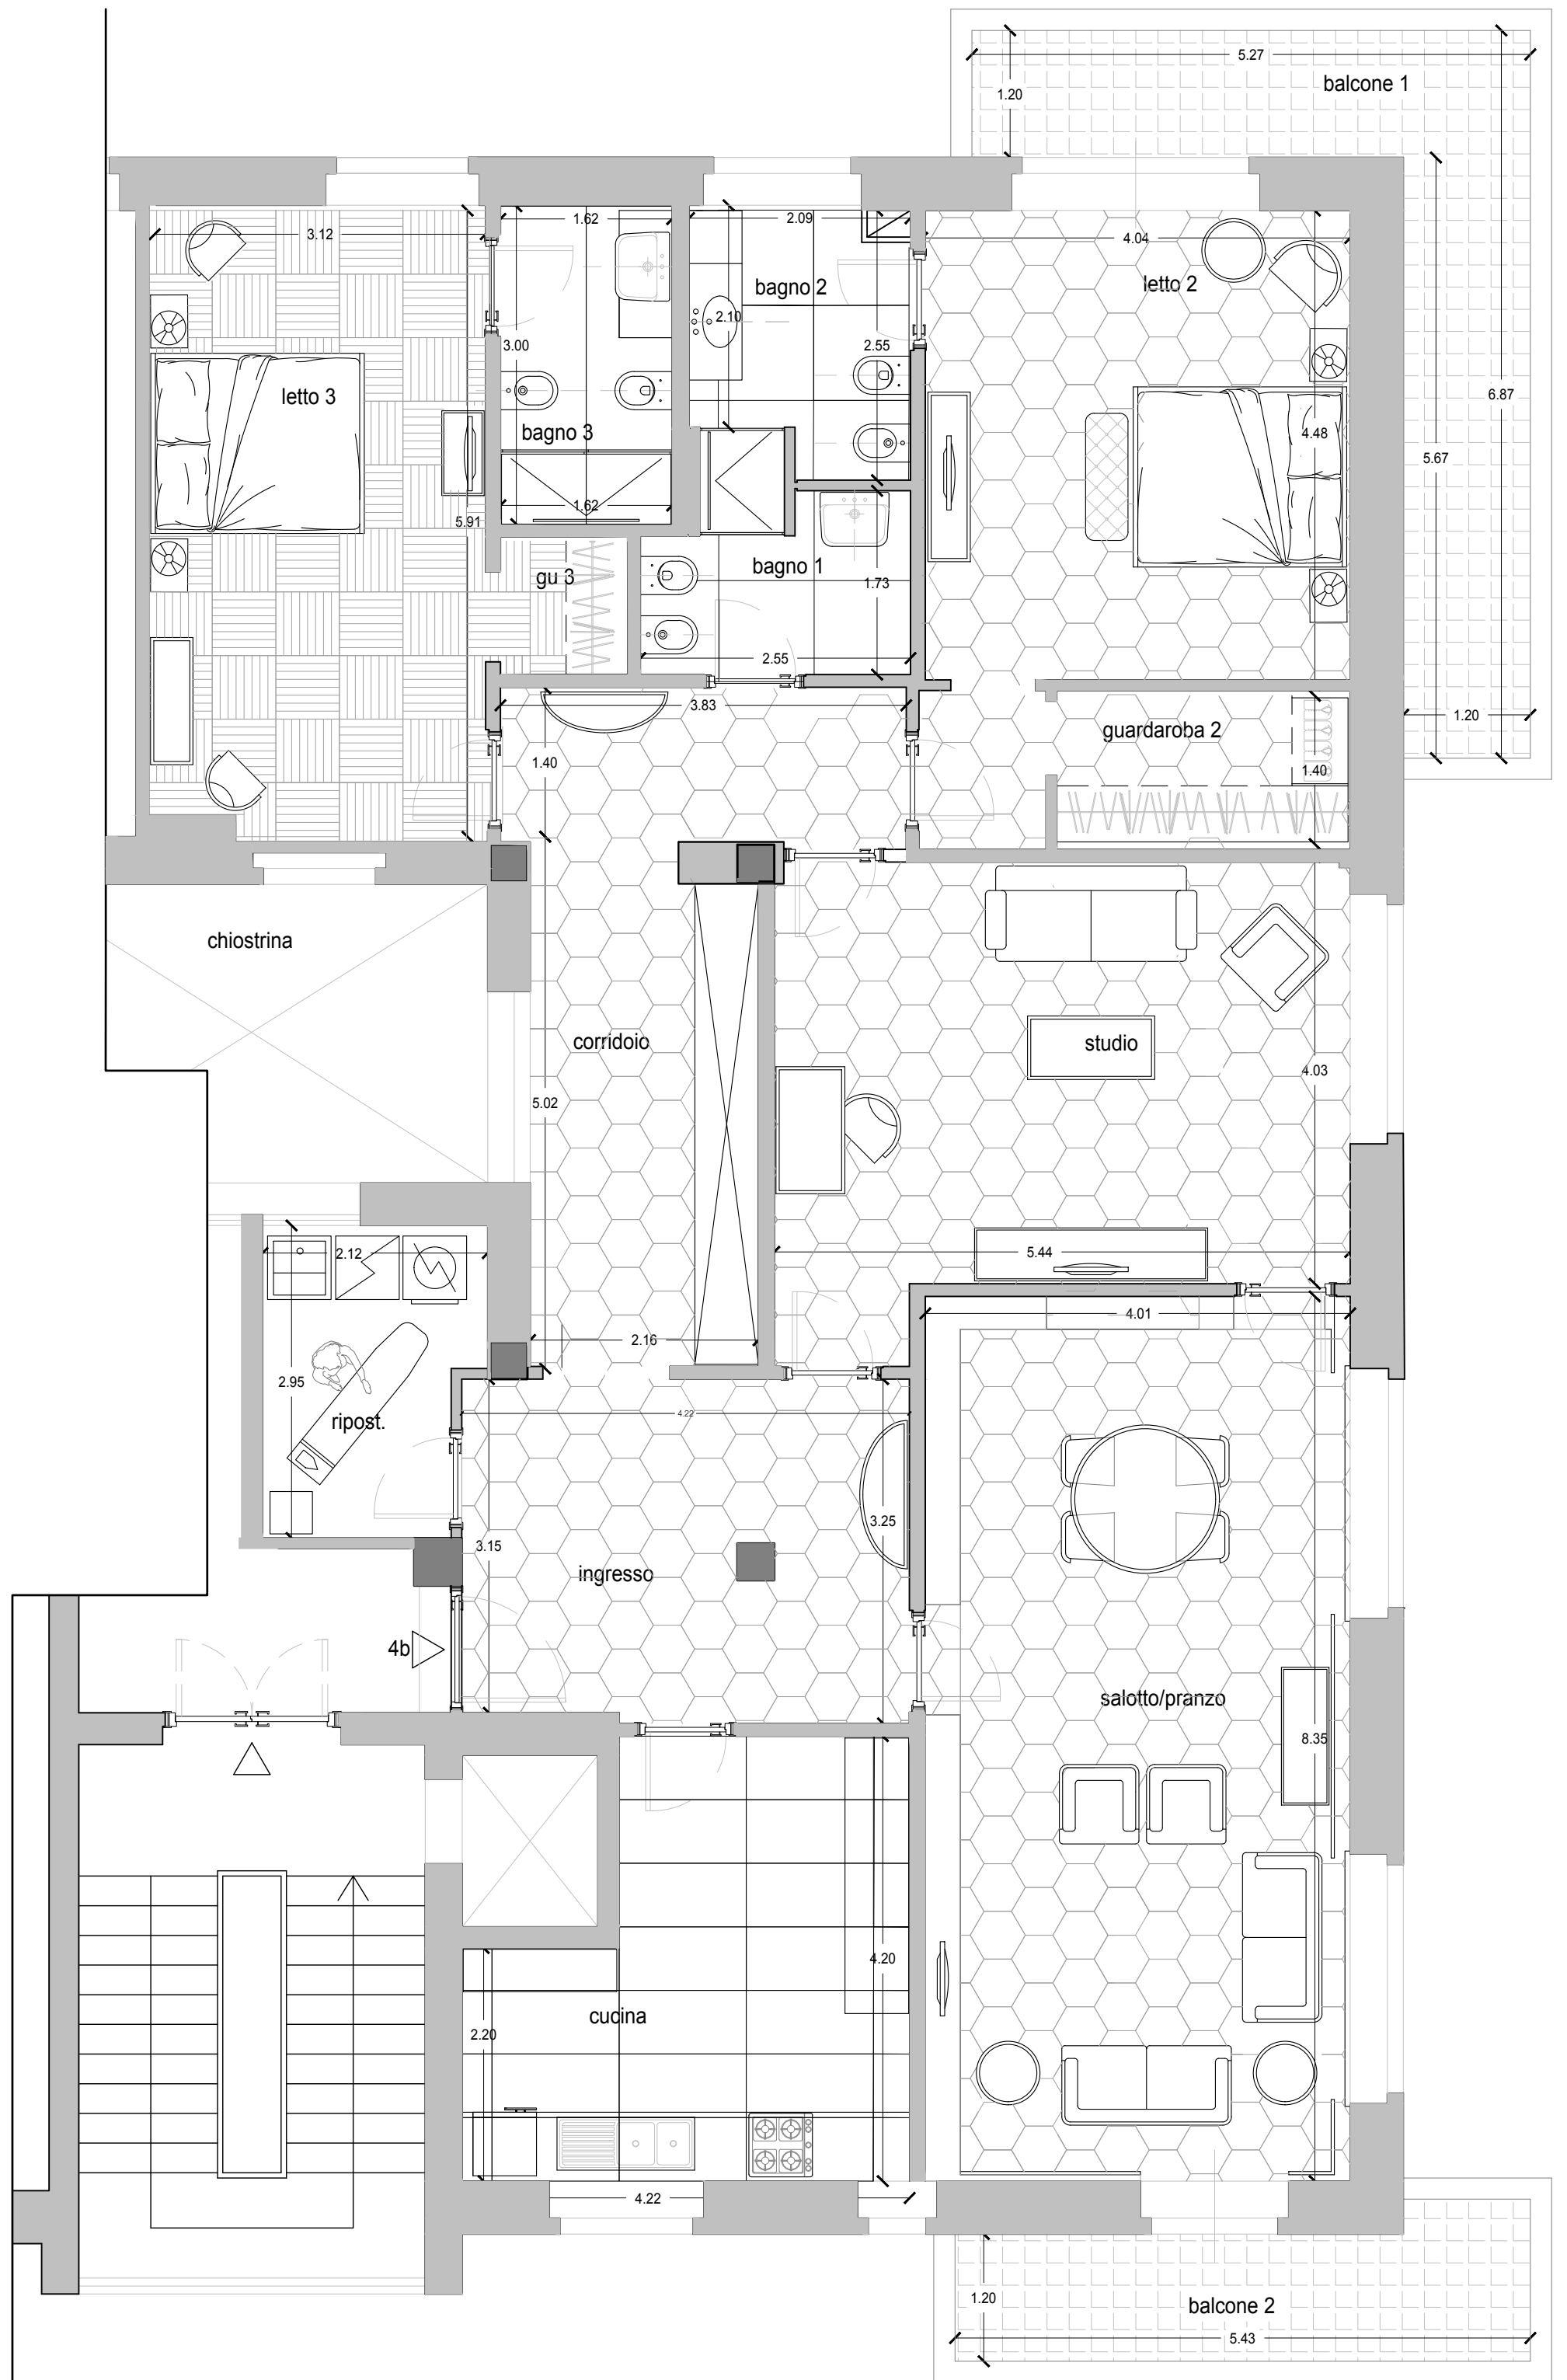 5.27
balcone 1
1.20
1.62
2.09
3.12
4.04
letto 2
bagno 2
2.10
3.00
2.55
letto 3
6.87
bagno 3
4.48
5.67
1.62
5.91
bagno 1
gu 3
1.73
2.55
3.83
1.20
guardaroba 2
1.40
1.40
chiostrina
corridoio
studio
4.03
5.02
2.12
5.44
4.01
2.16
2.95
4.22
ripost.
3.25
3.15
ingresso
4b
salotto/pranzo
8.35
4.20
cucina
2.20
4.22
1.20
balcone 2
5.43